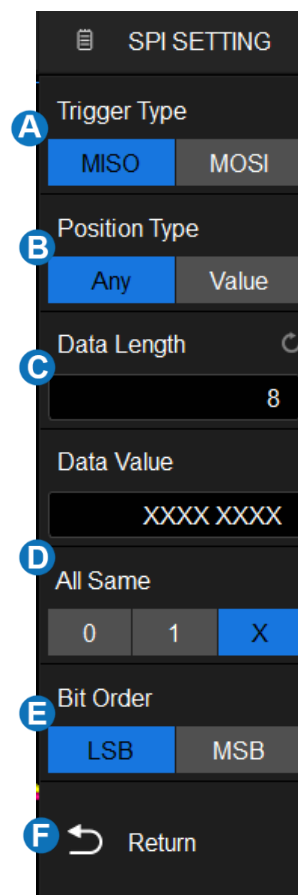 SPI SETTING
A
Trigger Type
MISO MOSI
B
Position Type
Any Value
C
Data Length
8
Data Value
XXXX XXXX
D
All Same
0 1 X
E
Bit Order
LSB MSB
F
Return